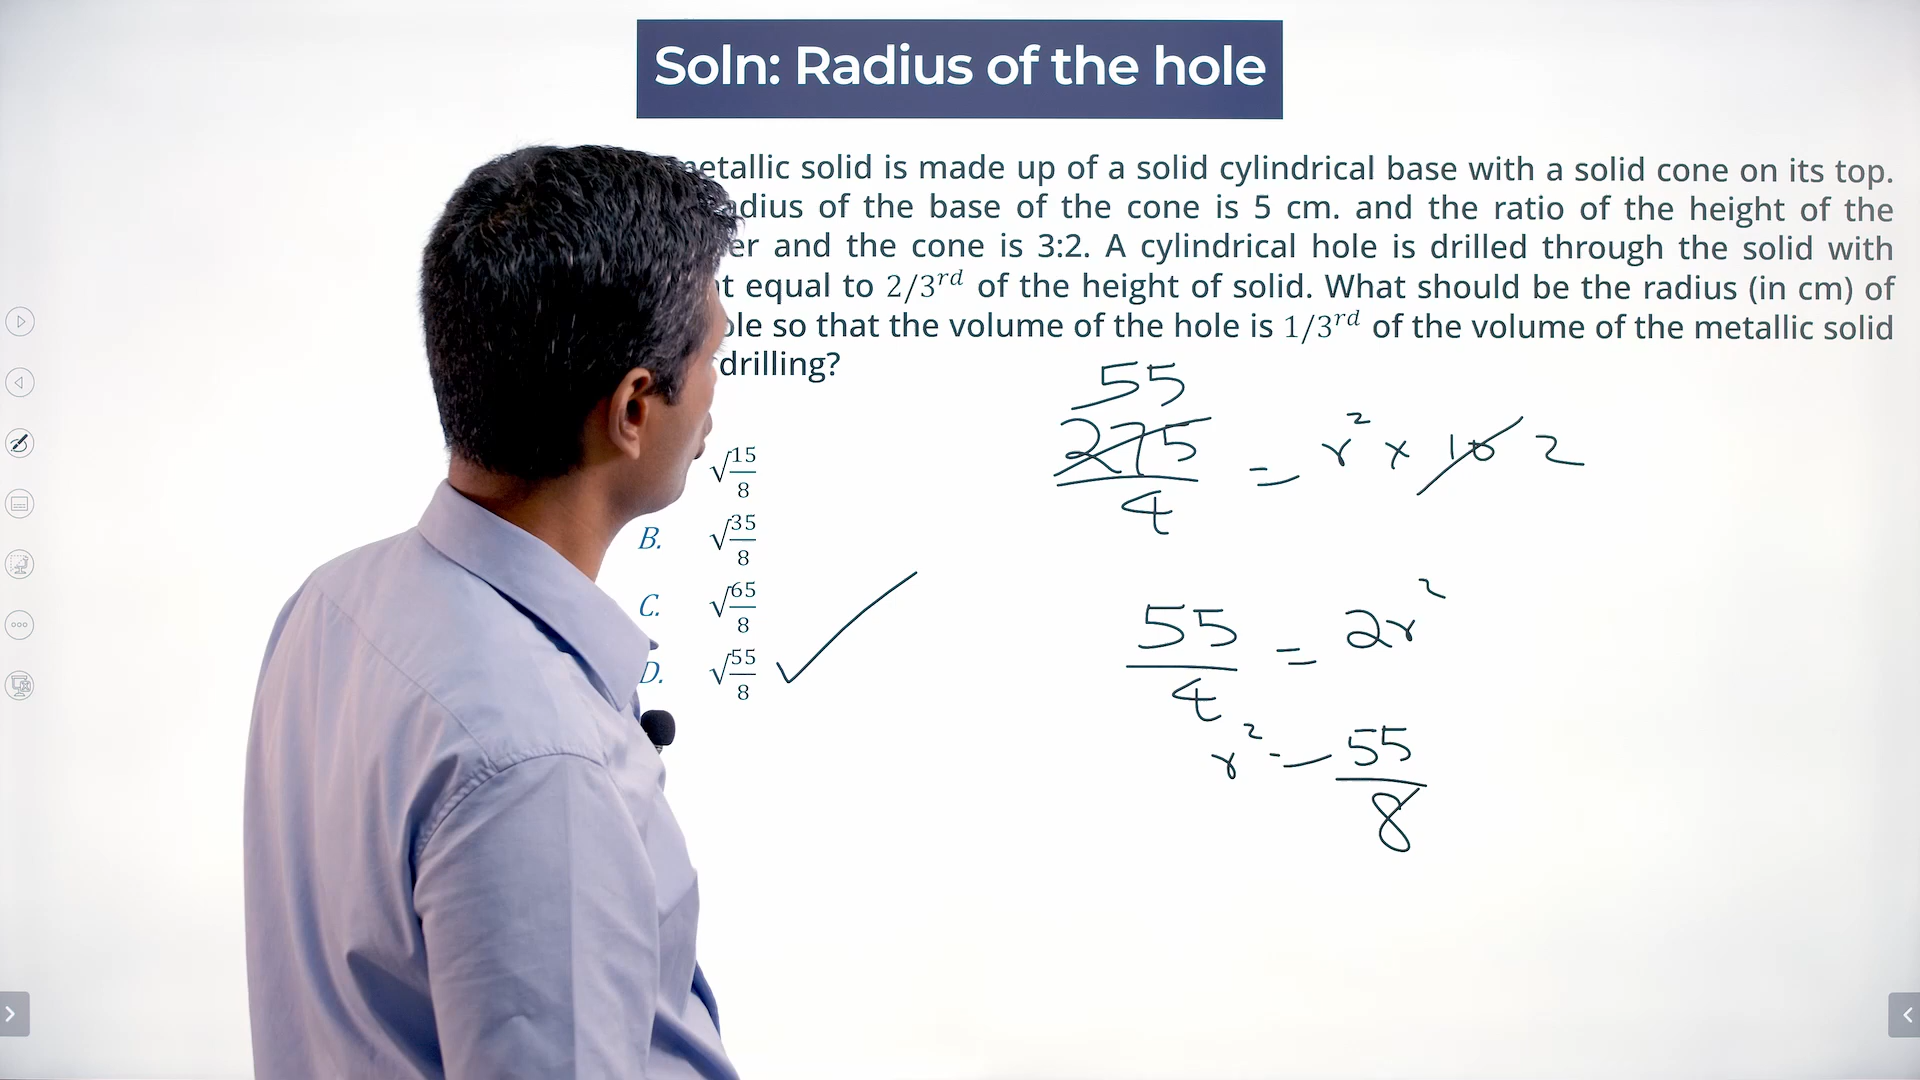 Soln: Radius of the hole
metallic solid is made up of a solid cylindrical base with a solid cone on its top.
radius of the base of the cone is 5 cm. and the ratio of the height of the
er and the cone is 3:2. A cylindrical hole is drilled through the solid with
t equal to 2/3rd of the height of solid. What should be the radius (in cm) of
ole so that the volume of the hole is 1/3rd of the volume of the metallic solid
drilling?
√15/8
B. √35/8
C. √65/8
D. √55/8
55
275/4 = r² × 10 2
55/4 = 2r²
r² = 55/8